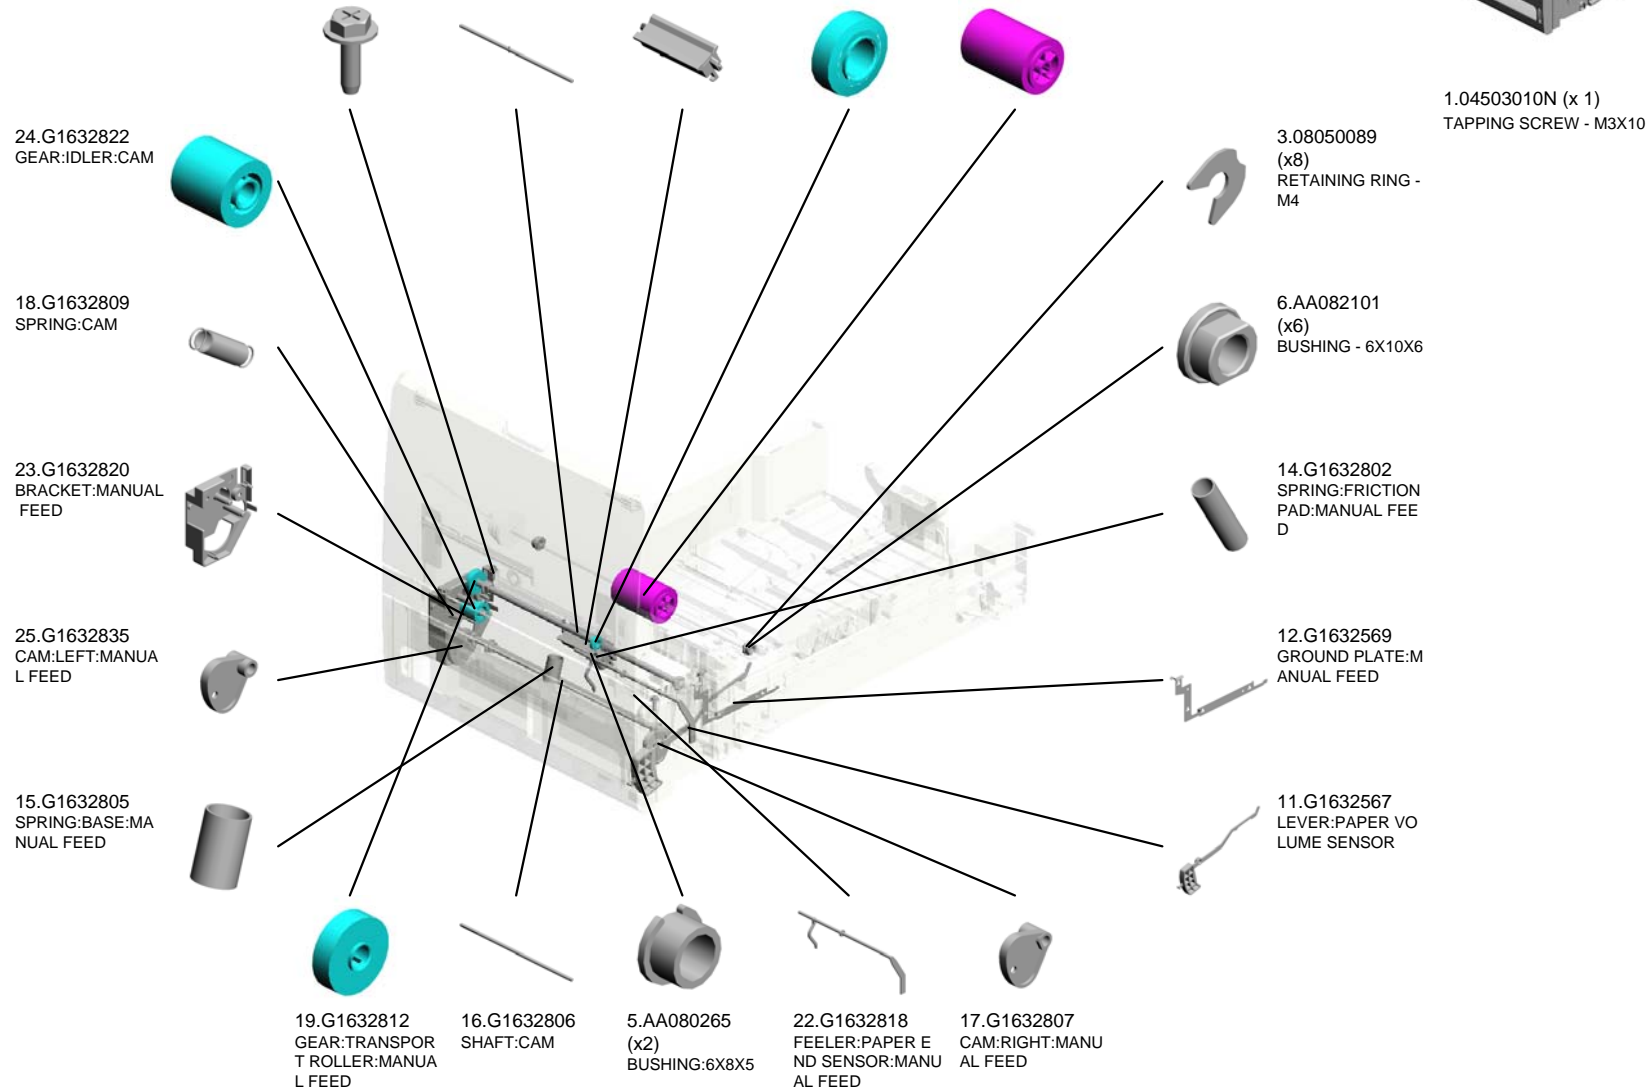 1.04503010N (x 1)
TAPPING SCREW - M3X10
24.G1632822
GEAR:IDLER:CAM
3.08050089
(x8)
RETAINING RING -
M4
18.G1632809
SPRING:CAM
6.AA082101
(x6)
BUSHING - 6X10X6
23.G1632820
BRACKET:MANUAL
FEED
14.G1632802
SPRING:FRICTION
PAD:MANUAL FEE
D
25.G1632835
CAM:LEFT:MANUA
L FEED
12.G1632569
GROUND PLATE:M
ANUAL FEED
15.G1632805
SPRING:BASE:MA
NUAL FEED
11.G1632567
LEVER:PAPER VO
LUME SENSOR
19.G1632812
GEAR:TRANSPOR
T ROLLER:MANUA
L FEED
16.G1632806
SHAFT:CAM
5.AA080265
(x2)
BUSHING:6X8X5
22.G1632818
FEELER:PAPER E
ND SENSOR:MANU
AL FEED
17.G1632807
CAM:RIGHT:MANU
AL FEED